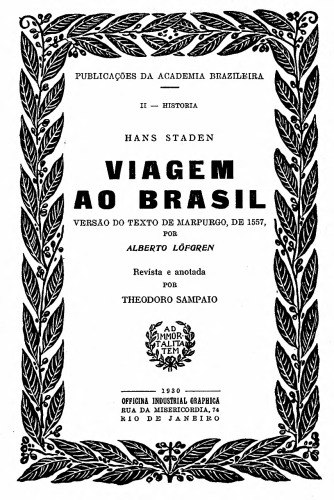 PUBLICAÇÕES DA ACADEMIA BRAZILEIRA
II — HISTORIA
HANS STADEN
VIAGEM
AO BRASIL
VERSÃO DO TEXTO DE MARPURGO, DE 1557,
POR
ALBERTO LÖFGREN
Revista e anotada
POR
THEODORO SAMPAIO
AD
IMMOR
TALITA
TEM
1930
OFFICINA INDUSTRIAL GRAPHICA
RUA DA MISERICORDIA, 74
RIO DE JANEIRO